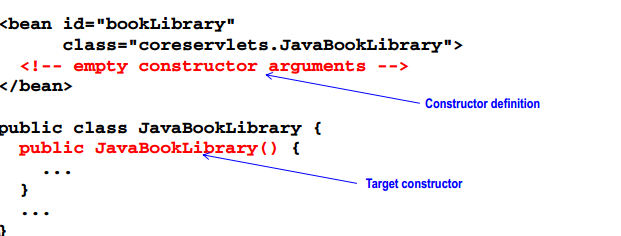 <bean id="bookLibrary"
class="coreservlets.JavaBookLibrary">
<!-- empty constructor arguments -->
</bean>
Constructor definition
public class JavaBookLibrary {
public JavaBookLibrary() {
...
Target constructor
}
...
}